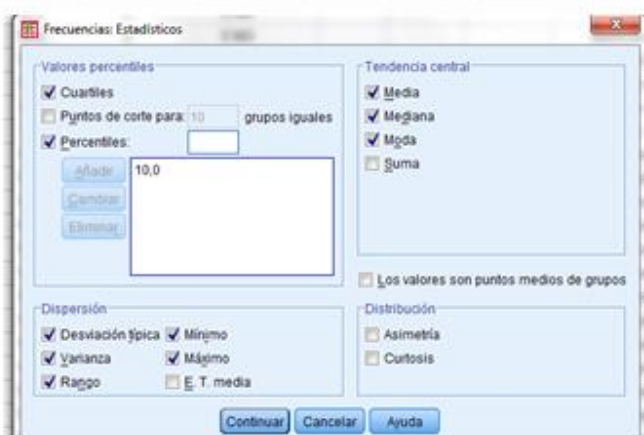 Frecuencias: Estadísticos
Valores percentiles
Cuartiles
Puntos de corte para: 10 grupos iguales
Percentiles:
Añadir
Cambiar
Eliminar
10,0
Tendencia central
Media
Mediana
Moda
Suma
Los valores son puntos medios de grupos
Dispersión
Desviación típica
Mínimo
Varianza
Máximo
Rango
E. T. media
Distribución
Asimetría
Curtosis
Continuar
Cancelar
Ayuda